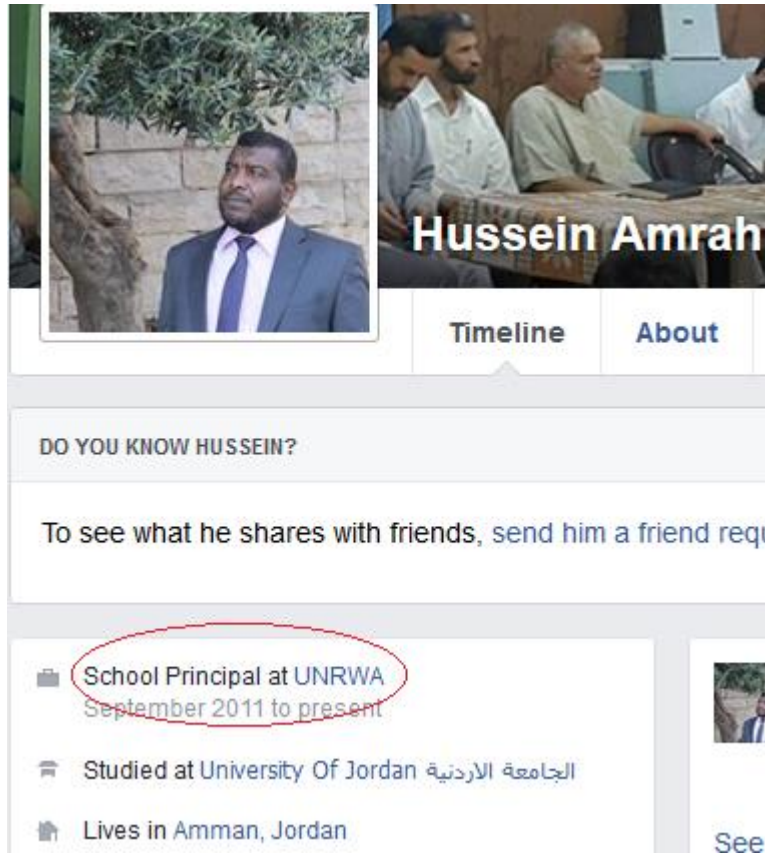 Hussein Amrah
Timeline
About
DO YOU KNOW HUSSEIN?
To see what he shares with friends, send him a friend requ
School Principal at UNRWA
September 2011 to present
Studied at University Of Jordan الجامعة الاردنية
Lives in Amman, Jordan
See